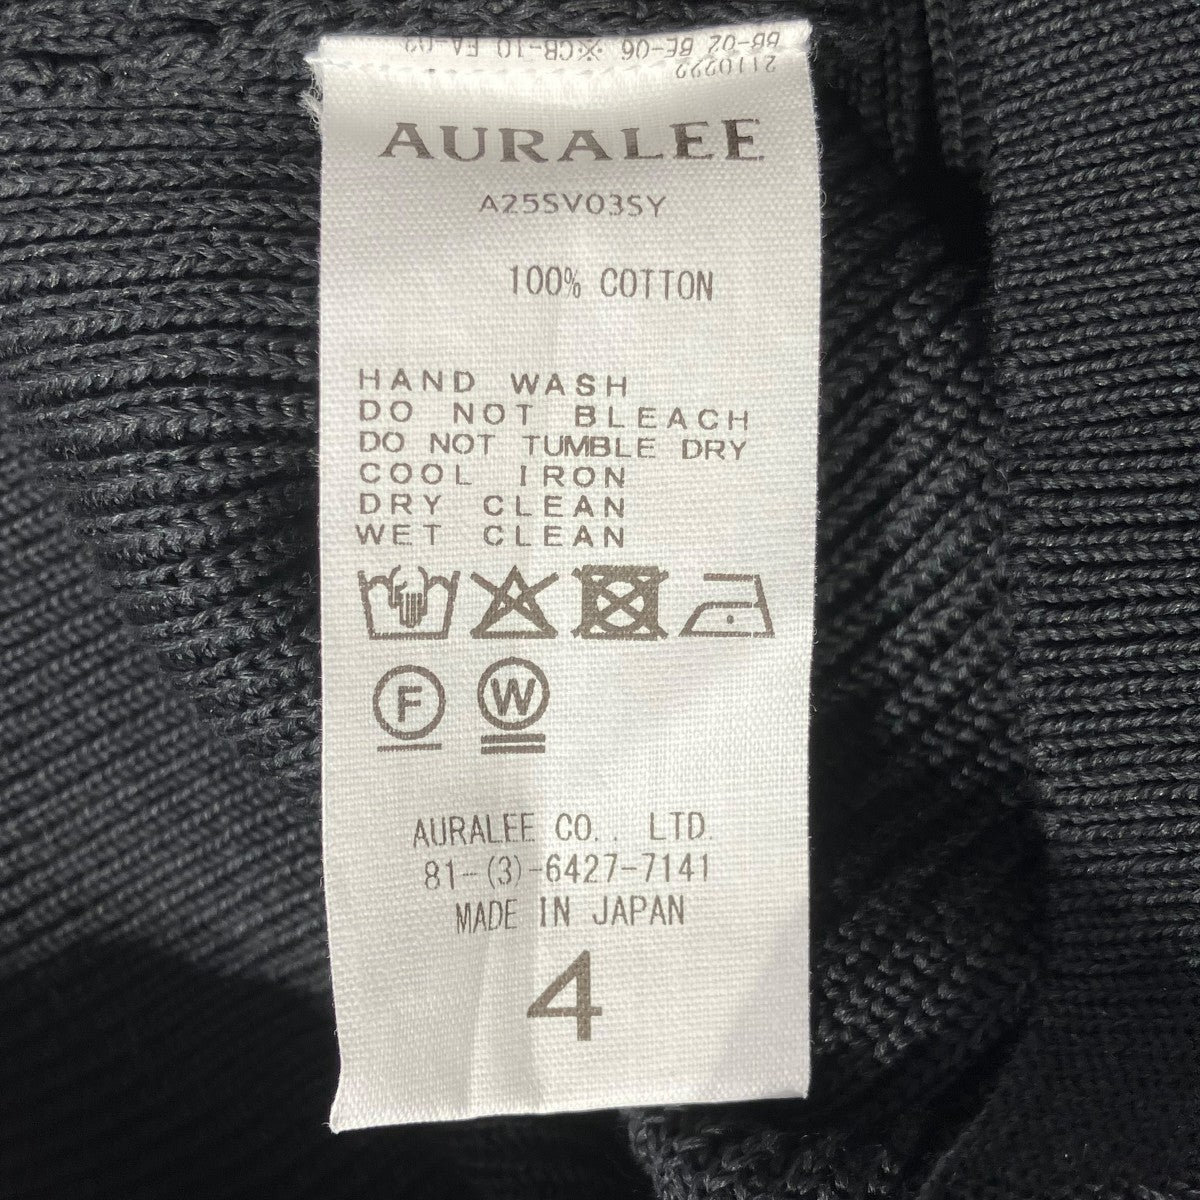 2110222
AURALEE
A25SV03SY
100% COTTON
HAND WASH
DO NOT BLEACH
DO NOT TUMBLE DRY
COOL IRON
DRY CLEAN
WET CLEAN
F W
AURALEE CO., LTD.
81-(3)-6427-7141
MADE IN JAPAN
4